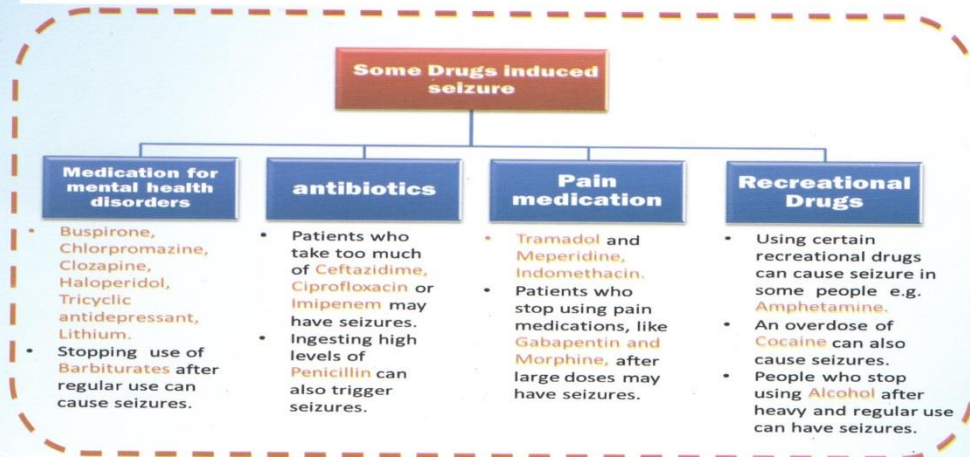 Some Drugs induced
seizure
Medication for
mental health
disorders
• Buspirone,
Chlorpromazine,
Clozapine,
Haloperidol,
Tricyclic
antidepressant,
Lithium.
• Stopping use of
Barbiturates after
regular use can
cause seizures.
antibiotics
• Patients who
take too much
of Ceftazidime,
Ciprofloxacin or
Imipenem may
have seizures.
• Ingesting high
levels of
Penicillin can
also trigger
seizures.
Pain
medication
• Tramadol and
Meperidine,
Indomethacin.
• Patients who
stop using pain
medications, like
Gabapentin and
Morphine, after
large doses may
have seizures.
Recreational
Drugs
• Using certain
recreational drugs
can cause seizure in
some people e.g.
Amphetamine.
• An overdose of
Cocaine can also
cause seizures.
• People who stop
using Alcohol after
heavy and regular use
can have seizures.